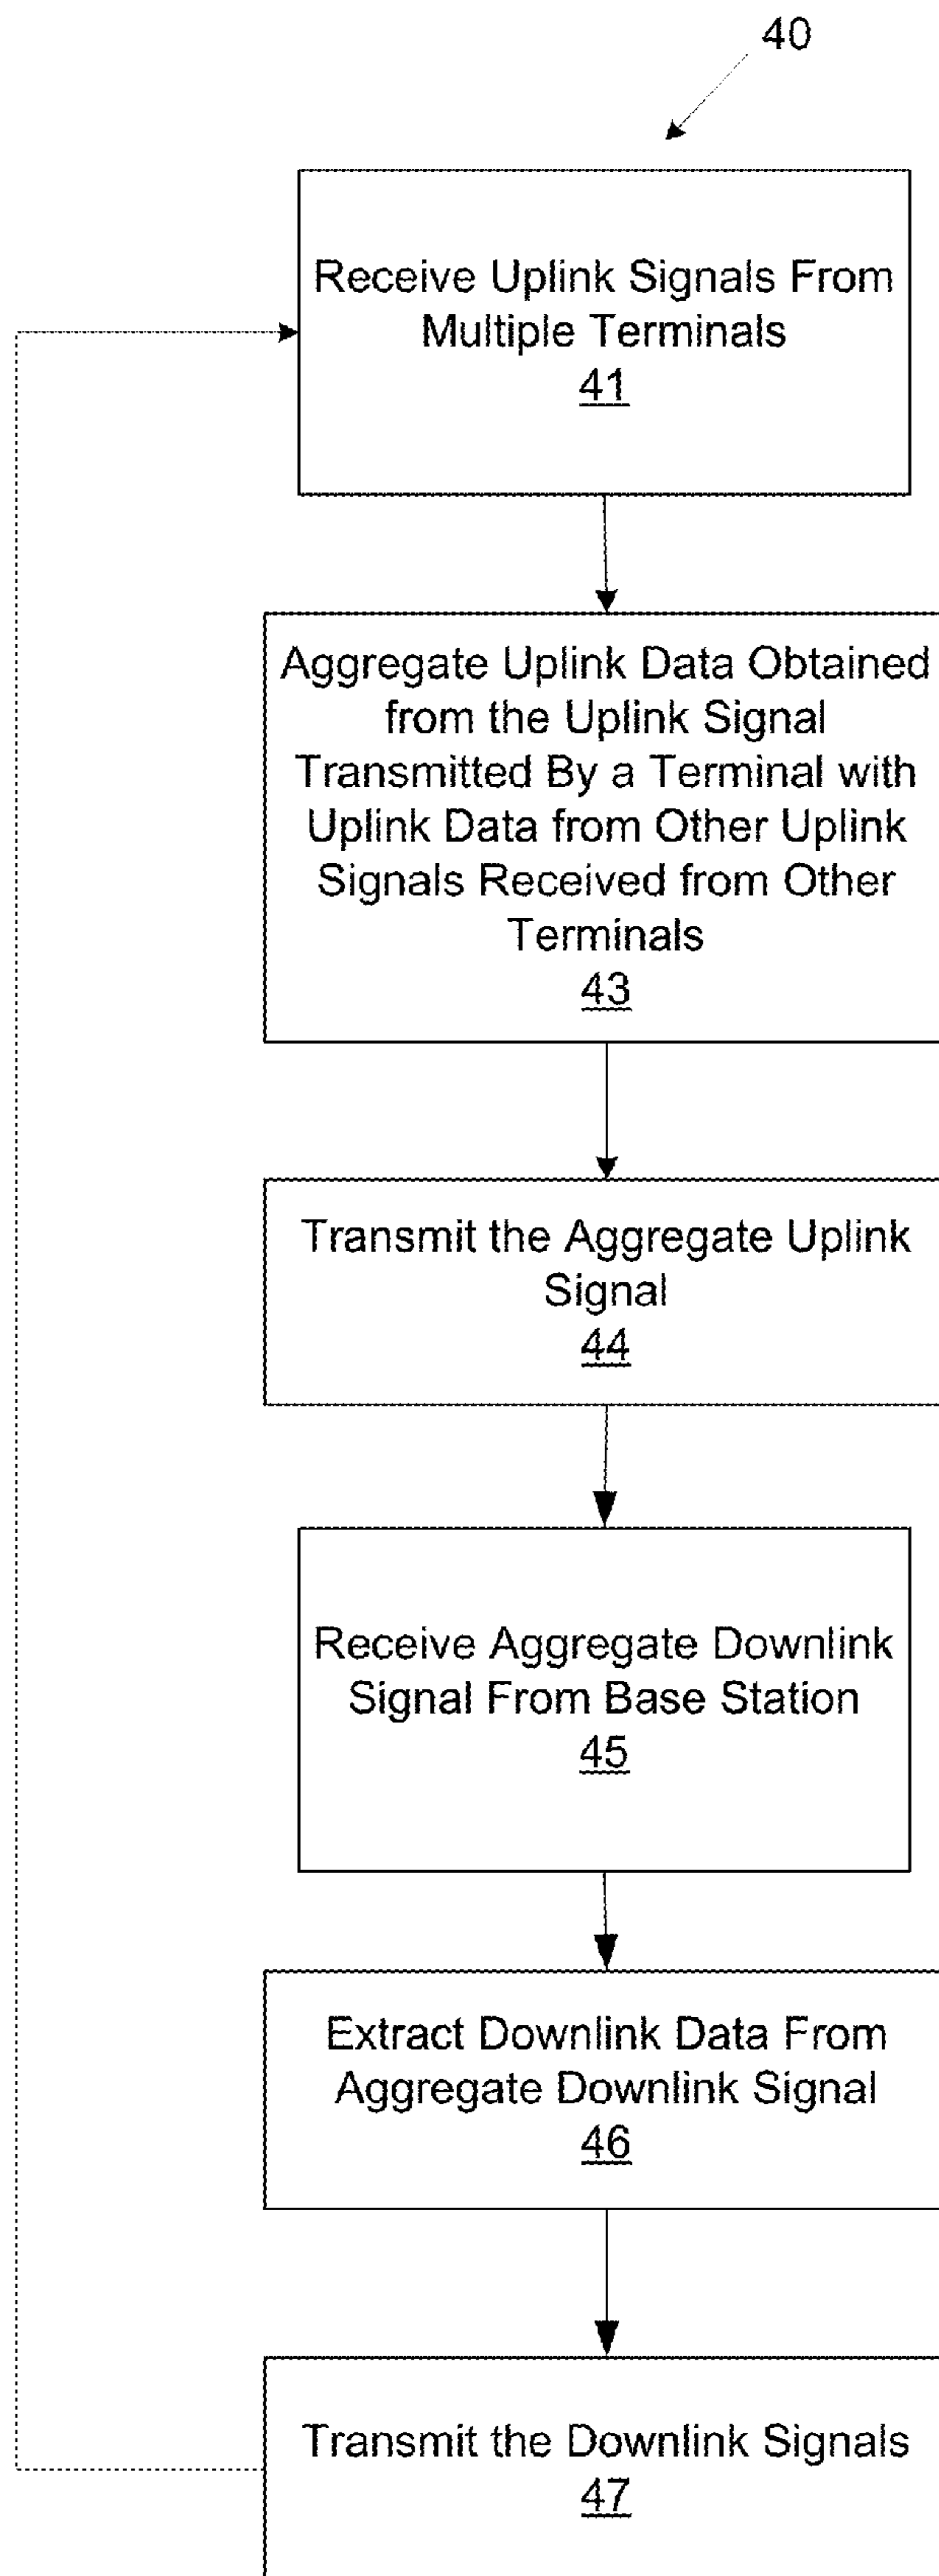 40
Receive Uplink Signals From
Multiple Terminals
41
Aggregate Uplink Data Obtained
from the Uplink Signal
Transmitted By a Terminal with
Uplink Data from Other Uplink
Signals Received from Other
Terminals
43
Transmit the Aggregate Uplink
Signal
44
Receive Aggregate Downlink
Signal From Base Station
45
Extract Downlink Data From
Aggregate Downlink Signal
46
Transmit the Downlink Signals
47